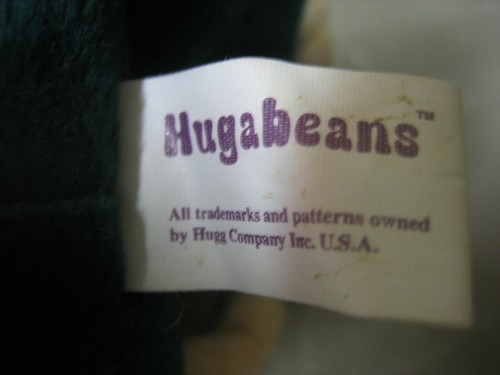 Hugabeans™
All trademarks and patterns owned
by Hugg Company Inc. U.S.A.